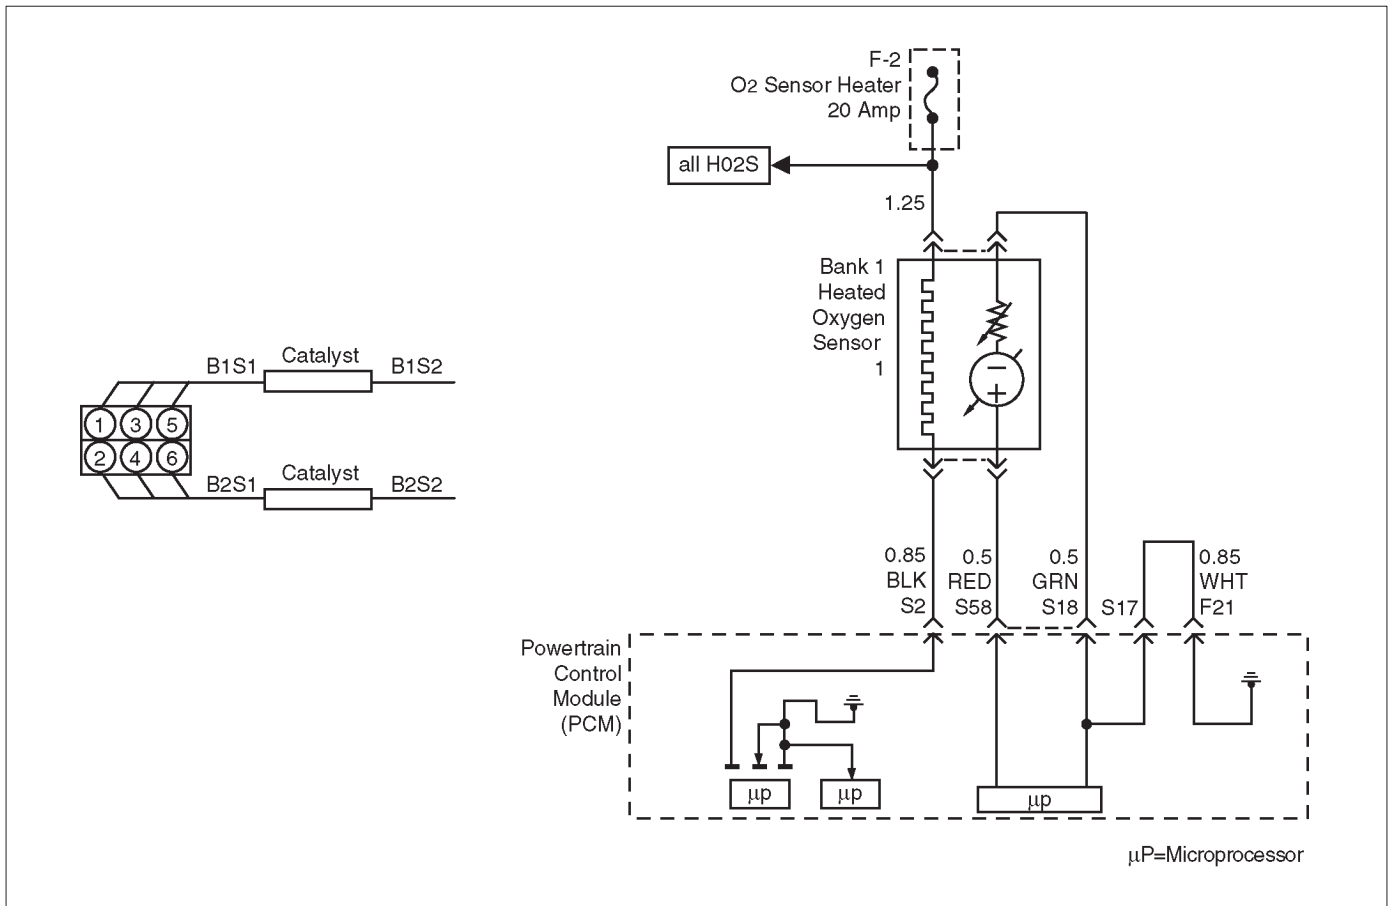 F-2
O2 Sensor Heater
20 Amp
all H02S
1.25
Bank 1
Heated
Oxygen
Sensor
1
B1S1 Catalyst B1S2
1 3 5
2 4 6
B2S1 Catalyst B2S2
0.85 0.5 0.5 0.85
BLK RED GRN WHT
S2 S58 S18 S17 F21
Powertrain
Control
Module
(PCM)
μp μp μp
μP=Microprocessor